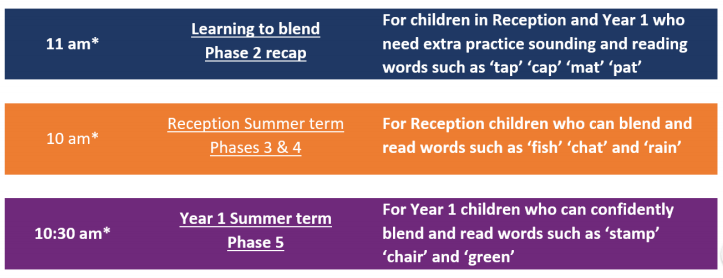 11 am*
Learning to blend
Phase 2 recap
For children in Reception and Year 1 who
need extra practice sounding and reading
words such as ‘tap’ ‘cap’ ‘mat’ ‘pat’
10 am*
Reception Summer term
Phases 3 & 4
For Reception children who can blend and
read words such as ‘fish’ ‘chat’ and ‘rain’
10:30 am*
Year 1 Summer term
Phase 5
For Year 1 children who can confidently
blend and read words such as ‘stamp’
‘chair’ and ‘green’